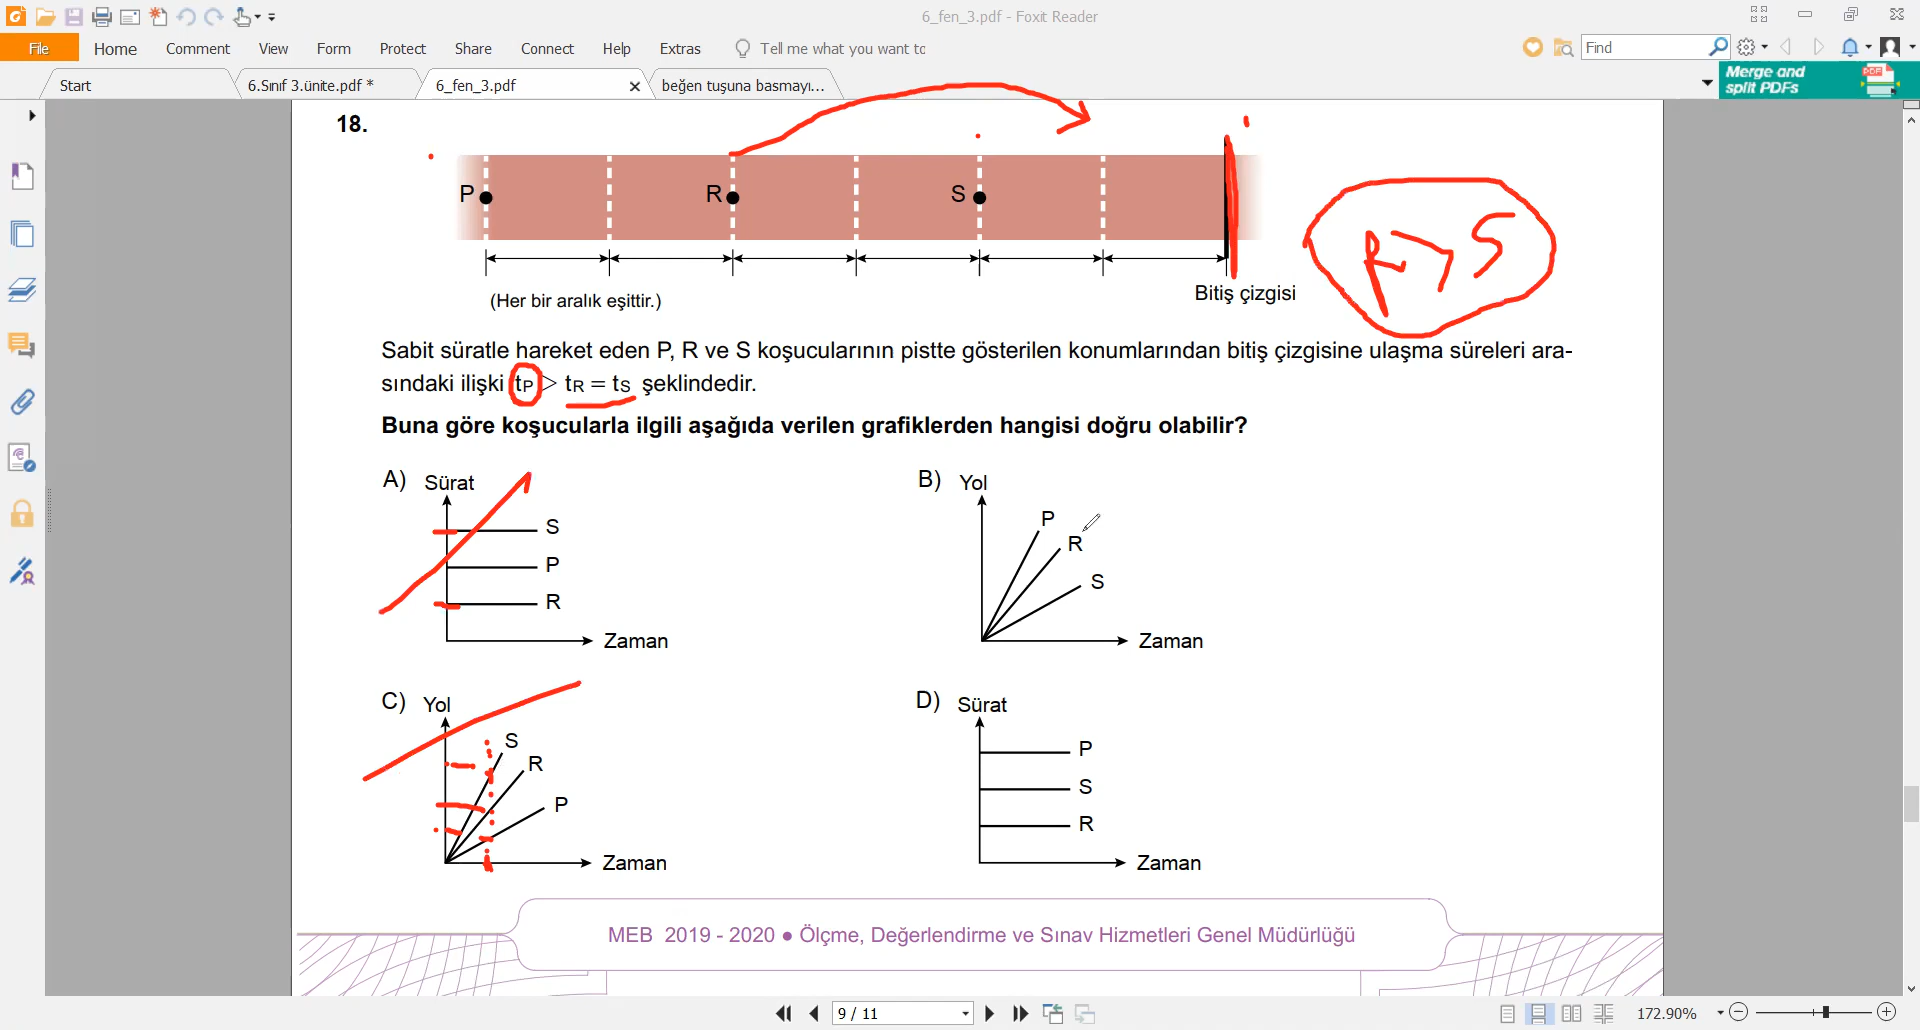 6_fen_3.pdf - Foxit Reader
File Home Comment View Form Protect Share Connect Help Extras Tell me what you want to Find
Start 6.Sınıf 3.ünite.pdf * 6_fen_3.pdf beğen tuşuna basmayı... Merge and split PDFs
PDF
18.
P R S
R > S
(Her bir aralık eşittir.) Bitiş çizgisi
Sabit süratle hareket eden P, R ve S koşucularının pistte gösterilen konumlarından bitiş çizgisine ulaşma süreleri ara-
sındaki ilişki tP > tR = tS şeklindedir.
Buna göre koşucularla ilgili aşağıda verilen grafiklerden hangisi doğru olabilir?
A) Sürat
S
P
R
Zaman
B) Yol
P
R
S
Zaman
C) Yol
S
R
P
Zaman
D) Sürat
P
S
R
Zaman
MEB 2019 - 2020 ● Ölçme, Değerlendirme ve Sınav Hizmetleri Genel Müdürlüğü
9 / 11 172.90%